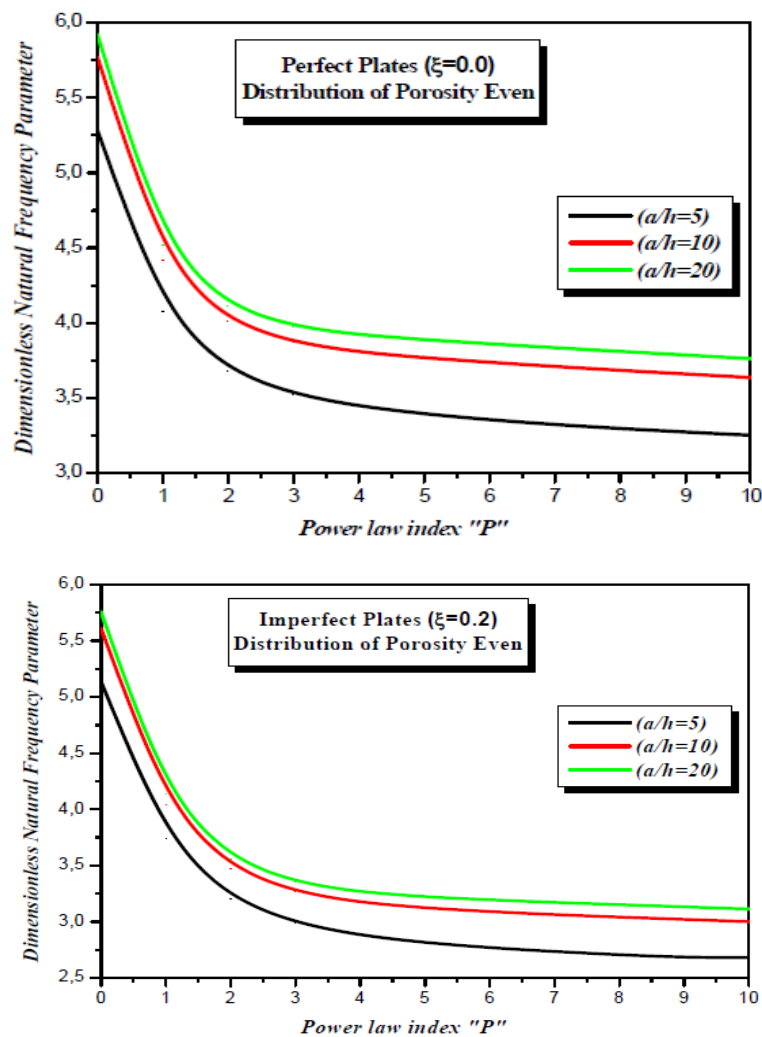 Perfect Plates (ξ=0.0)
Distribution of Porosity Even
Dimensionless Natural Frequency Parameter
6,0
5,5
5,0
4,5
4,0
3,5
3,0
(a/h=5)
(a/h=10)
(a/h=20)
0 1 2 3 4 5 6 7 8 9 10
Power law index "P"
Imperfect Plates (ξ=0.2)
Distribution of Porosity Even
Dimensionless Natural Frequency Parameter
6,0
5,5
5,0
4,5
4,0
3,5
3,0
2,5
(a/h=5)
(a/h=10)
(a/h=20)
0 1 2 3 4 5 6 7 8 9 10
Power law index "P"